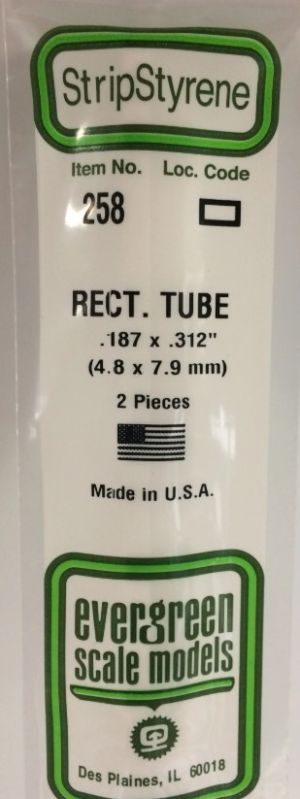 StripStyrene
Item No. Loc. Code
258
RECT. TUBE
.187 x .312"
(4.8 x 7.9 mm)
2 Pieces
Made in U.S.A.
evergreen
scale models
Des Plaines, IL 60018